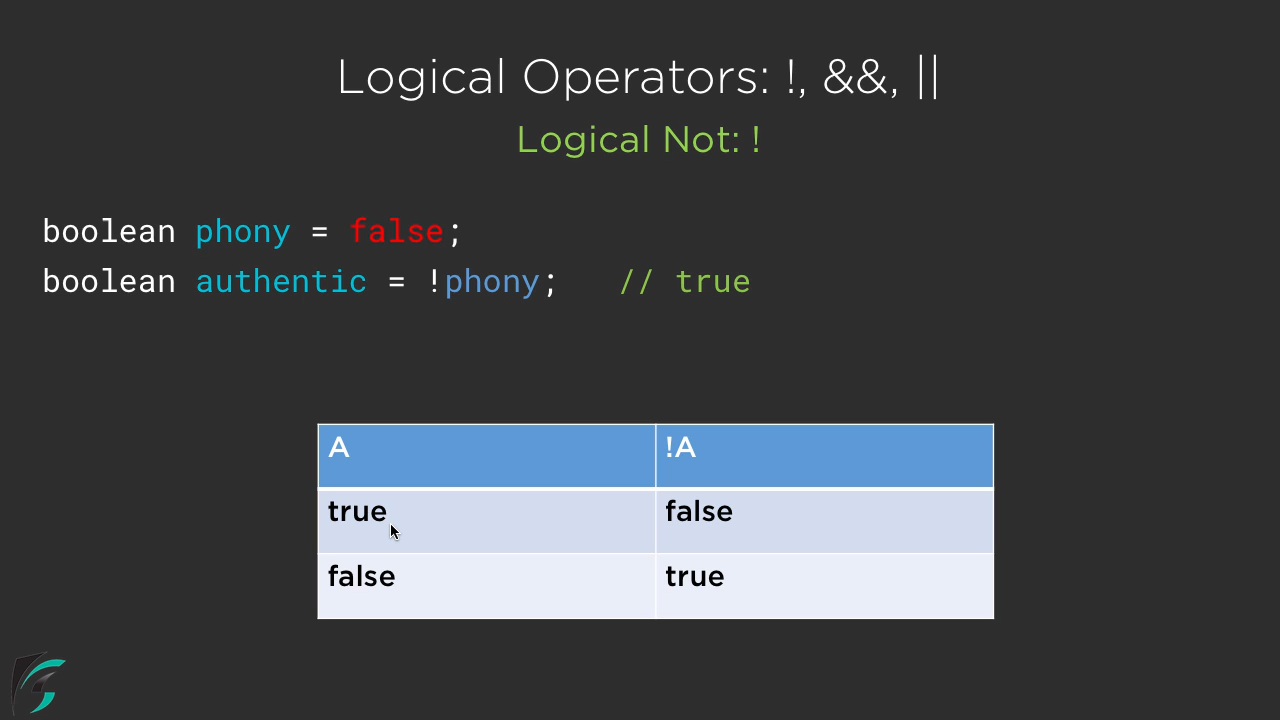 Logical Operators: !, &&, ||
Logical Not: !
boolean phony = false;
boolean authentic = !phony;   // true
A !A
true false
false true